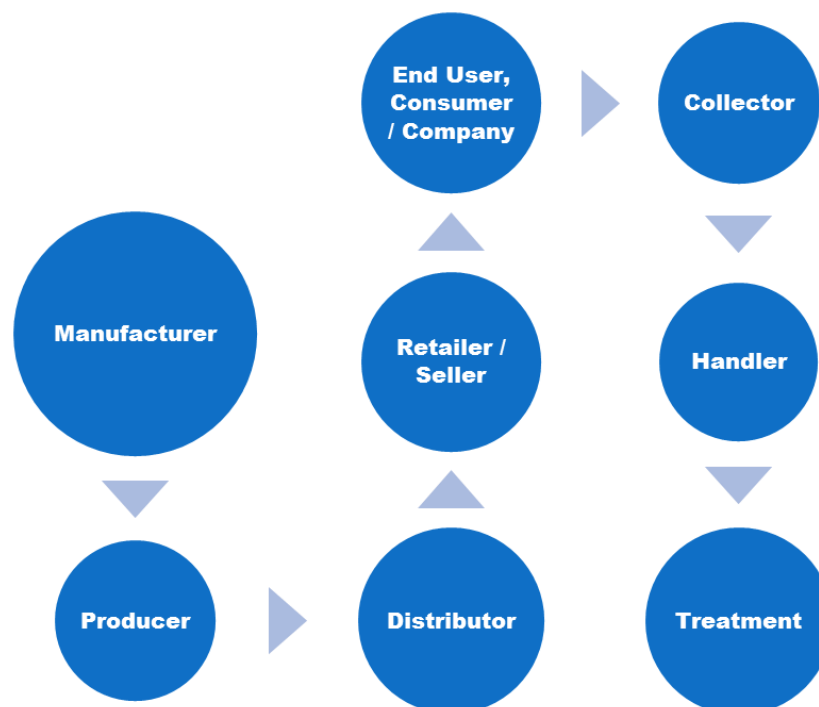 Manufacturer
Producer
Distributor
Retailer /
Seller
End User,
Consumer
/ Company
Collector
Handler
Treatment